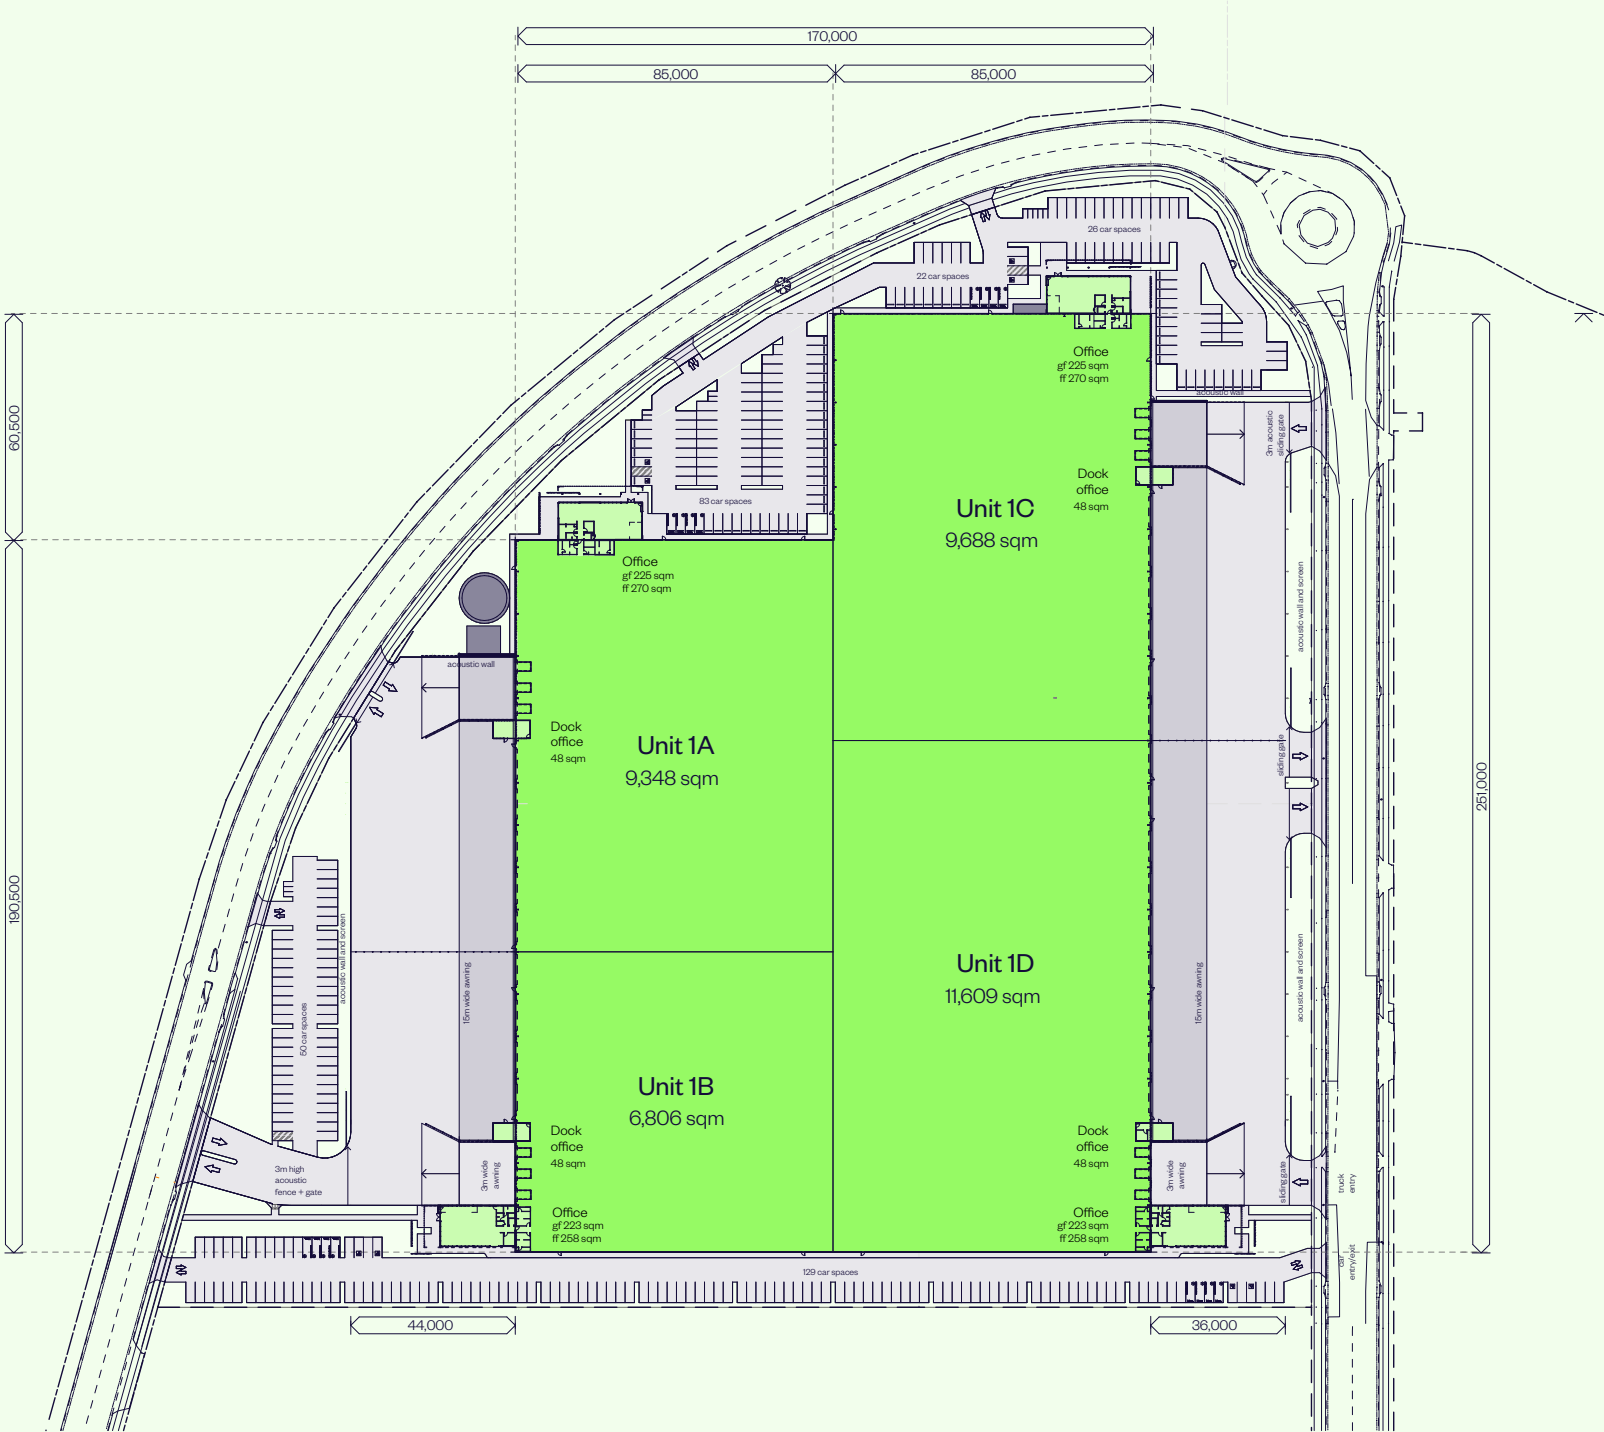 170,000
85,000
85,000
26 car spaces
22 car spaces
Office
gf 225 sqm
ff 270 sqm
acoustic wall
3m acoustic
sliding gate
60,500
83 car spaces
Dock
office
48 sqm
Unit 1C
9,688 sqm
Office
gf 225 sqm
ff 270 sqm
acoustic wall and screen
acoustic wall
Dock
office
48 sqm
Unit 1A
9,348 sqm
sliding gate
251,000
190,500
acoustic wall and screen
50 car spaces
15m wide awning
Unit 1D
11,609 sqm
15m wide awning
acoustic wall and screen
Unit 1B
6,806 sqm
Dock
office
48 sqm
Dock
office
48 sqm
3m high
acoustic
fence + gate
3m wide
awning
3m wide
awning
sliding gate
truck
entry
Office
gf 223 sqm
ff 258 sqm
Office
gf 223 sqm
ff 258 sqm
129 car spaces
car
entry/exit
44,000
36,000